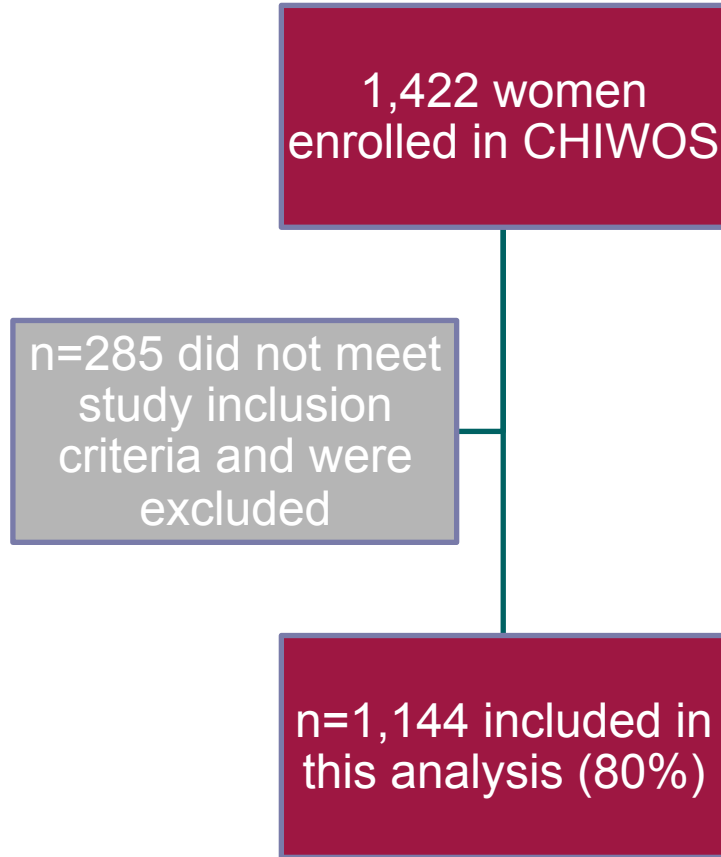 1,422 women
enrolled in CHIWOS
n=285 did not meet
study inclusion
criteria and were
excluded
n=1,144 included in
this analysis (80%)